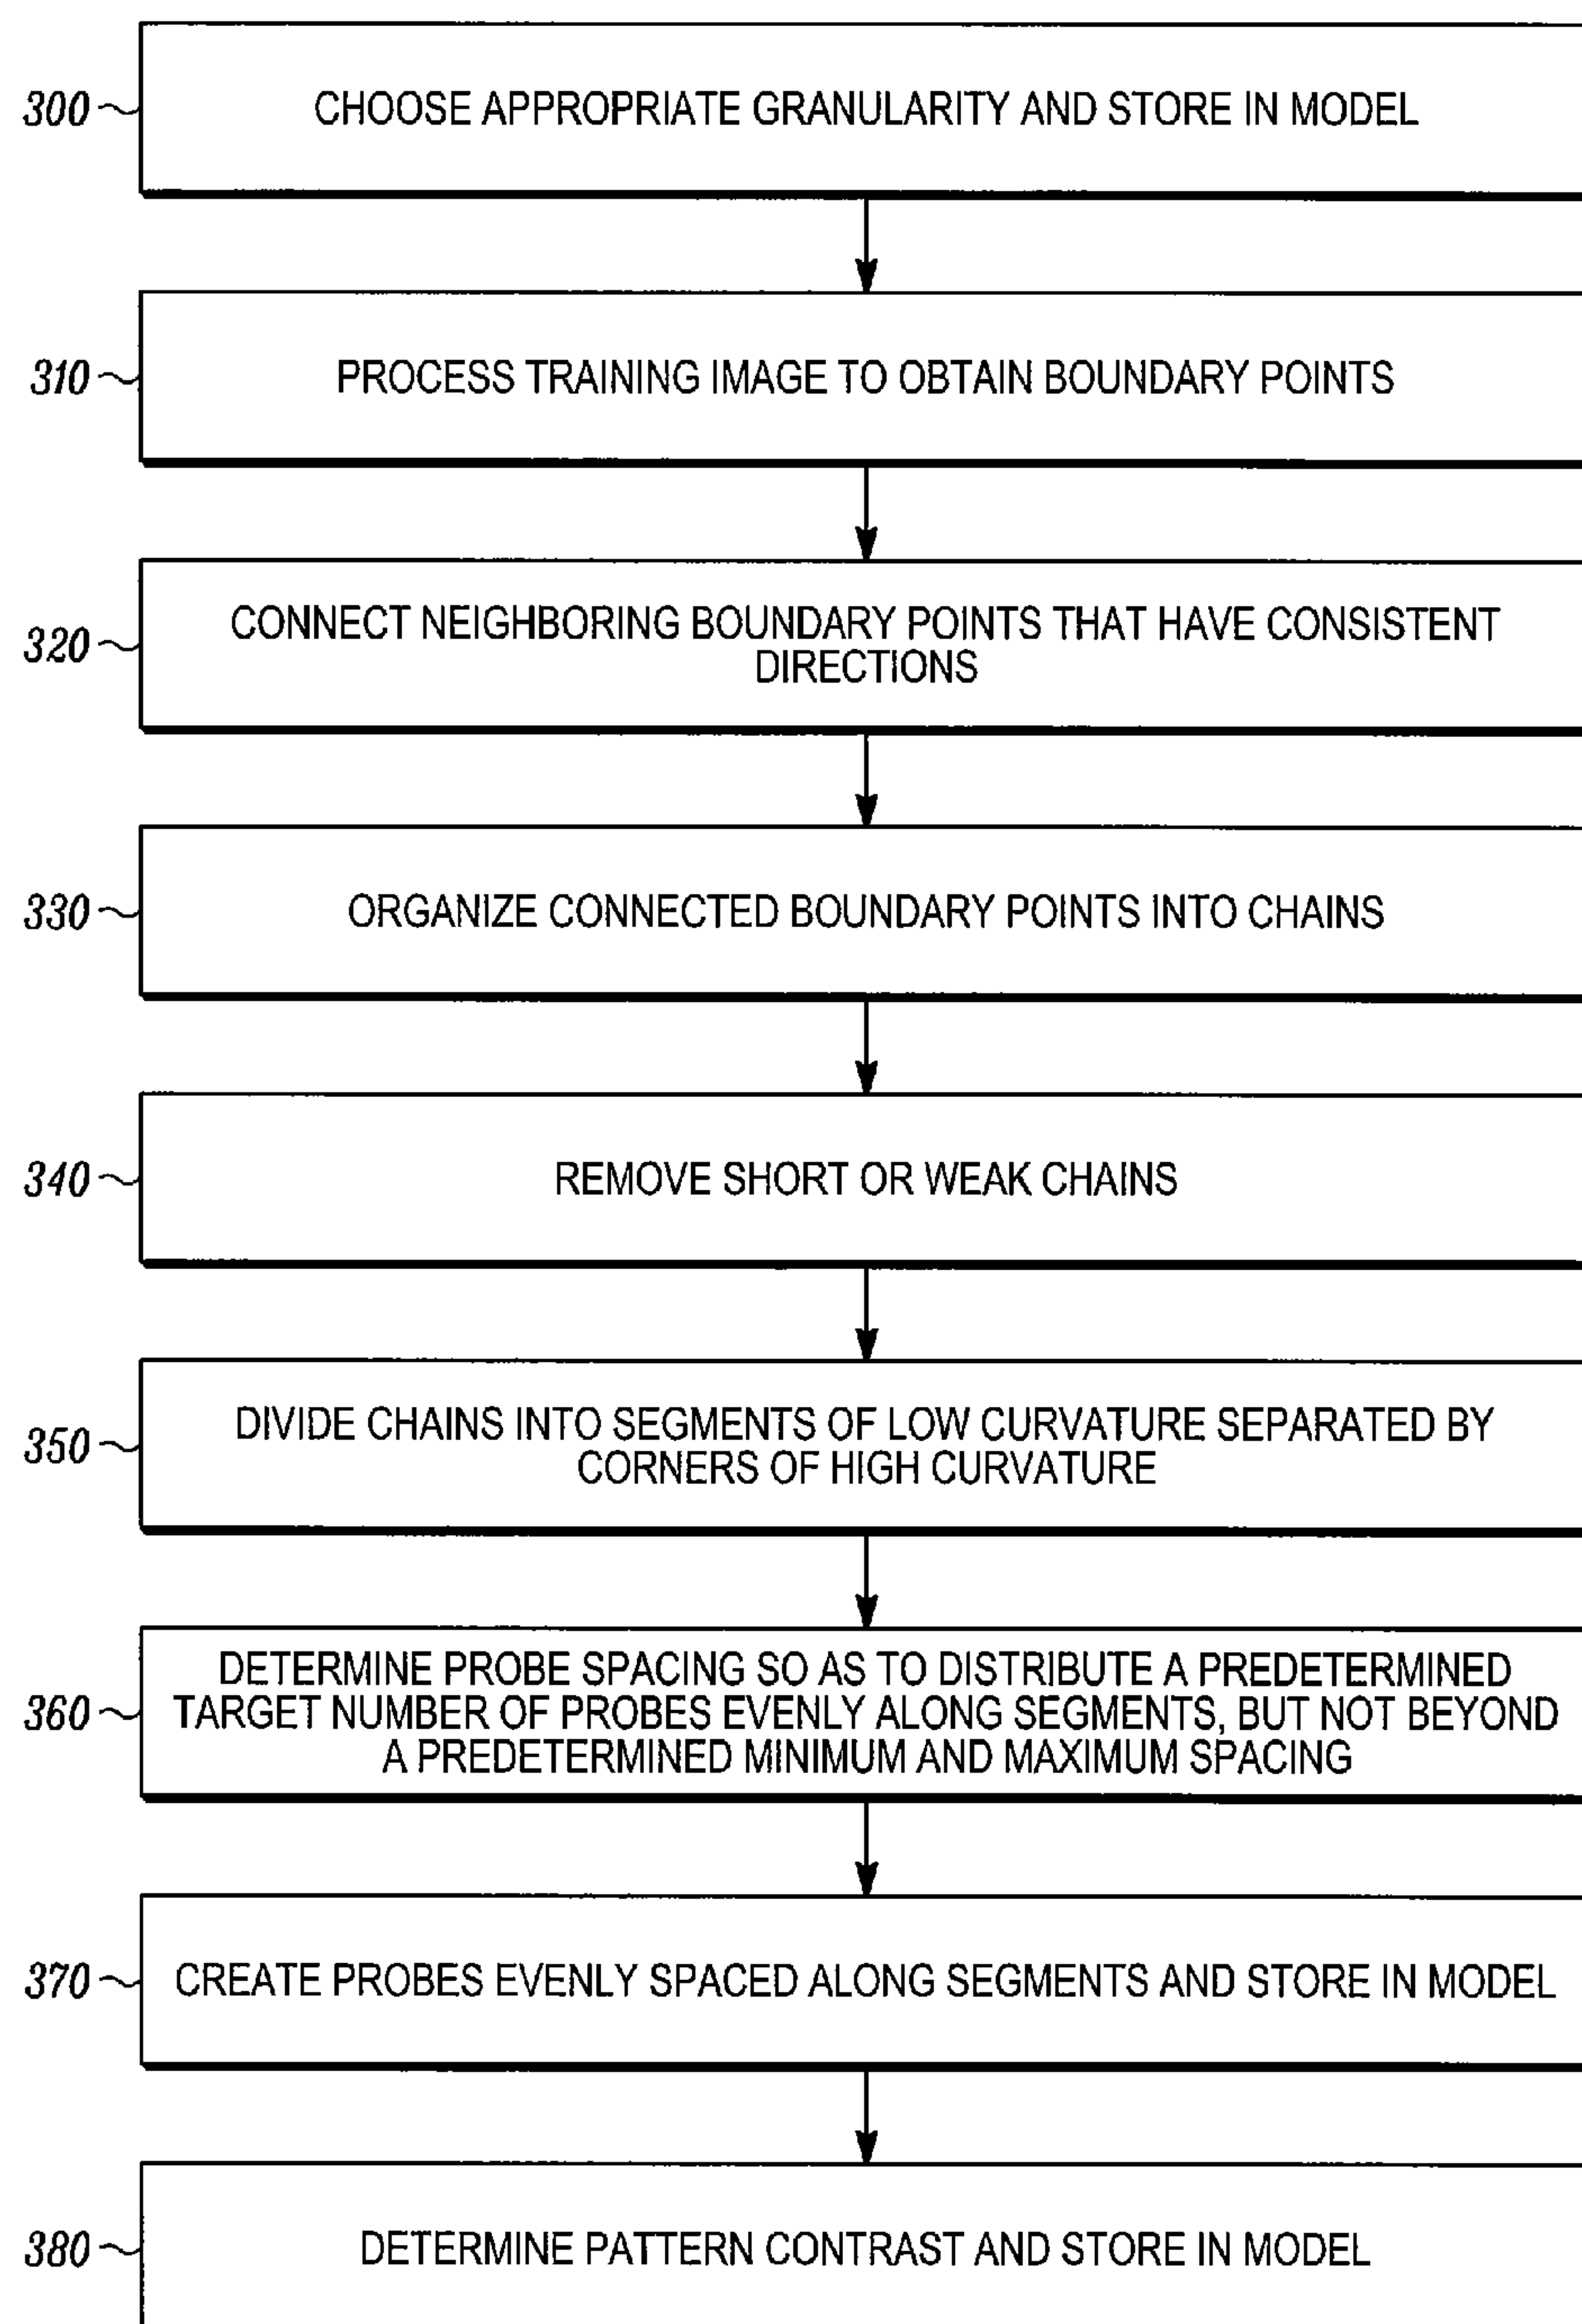 300
CHOOSE APPROPRIATE GRANULARITY AND STORE IN MODEL
310
PROCESS TRAINING IMAGE TO OBTAIN BOUNDARY POINTS
320
CONNECT NEIGHBORING BOUNDARY POINTS THAT HAVE CONSISTENT
DIRECTIONS
330
ORGANIZE CONNECTED BOUNDARY POINTS INTO CHAINS
340
REMOVE SHORT OR WEAK CHAINS
350
DIVIDE CHAINS INTO SEGMENTS OF LOW CURVATURE SEPARATED BY
CORNERS OF HIGH CURVATURE
360
DETERMINE PROBE SPACING SO AS TO DISTRIBUTE A PREDETERMINED
TARGET NUMBER OF PROBES EVENLY ALONG SEGMENTS, BUT NOT BEYOND
A PREDETERMINED MINIMUM AND MAXIMUM SPACING
370
CREATE PROBES EVENLY SPACED ALONG SEGMENTS AND STORE IN MODEL
380
DETERMINE PATTERN CONTRAST AND STORE IN MODEL